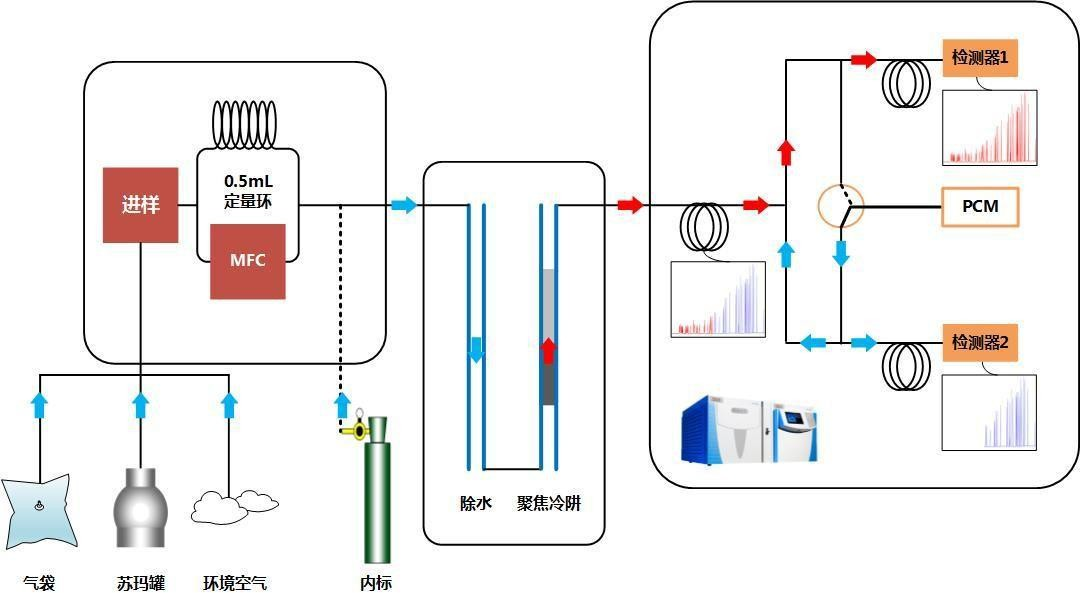 进样
0.5mL
定量环
MFC
气袋
苏玛罐
环境空气
内标
除水
聚焦冷阱
检测器1
PCM
检测器2